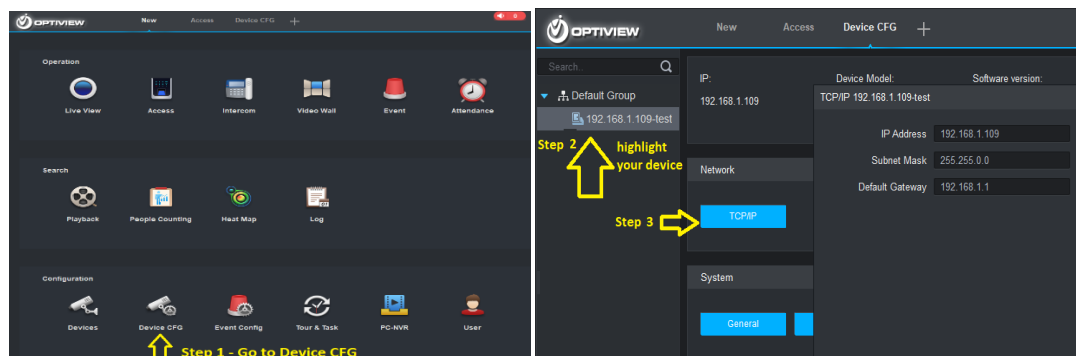 OPTIVIEW New Access Device CFG + 0
Operation
Live View Access Intercom Video Wall Event Attendance
Search
Playback People Counting Heat Map Log
Configuration
Devices Device CFG Event Config Tour & Task PC-NVR User
Step 1 - Go to Device CFG
OPTIVIEW New Access Device CFG +
Search..
Default Group
192.168.1.109-test
Step 2
highlight
your device
Step 3
IP: Device Model: Software version:
192.168.1.109
TCP/IP 192.168.1.109-test
IP Address 192.168.1.109
Subnet Mask 255.255.0.0
Default Gateway 192.168.1.1
Network
TCP/IP
System
General